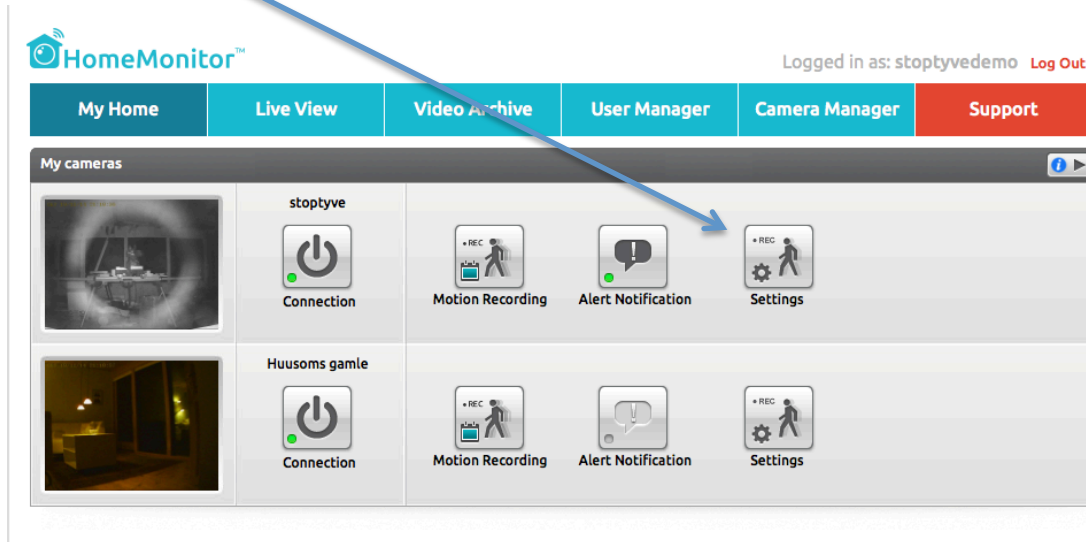 HomeMonitor™
Logged in as: stoptyvedemo Log Out
My Home Live View Video Archive User Manager Camera Manager Support
My cameras
stoptyve
• REC • REC
Connection Motion Recording Alert Notification Settings
Huusoms gamle
• REC • REC
Connection Motion Recording Alert Notification Settings